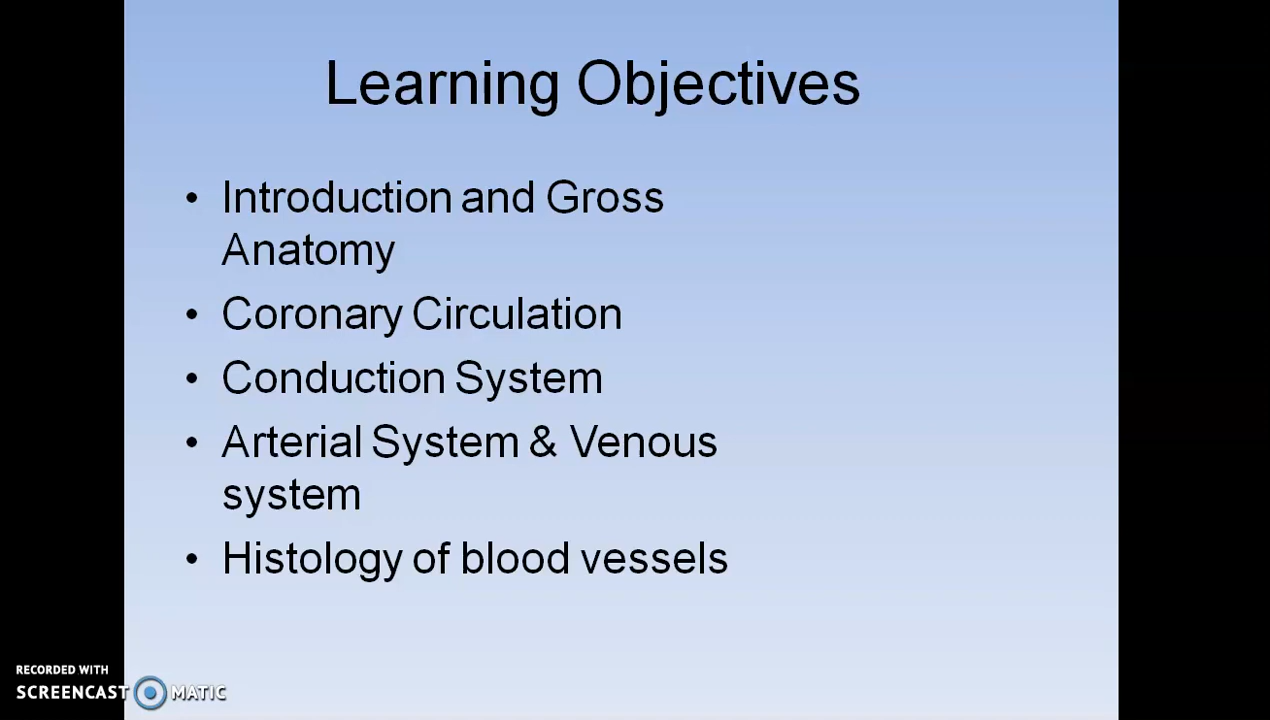 Learning Objectives
• Introduction and Gross
Anatomy
• Coronary Circulation
• Conduction System
• Arterial System & Venous
system
• Histology of blood vessels
RECORDED WITH
SCREENCAST MATIC